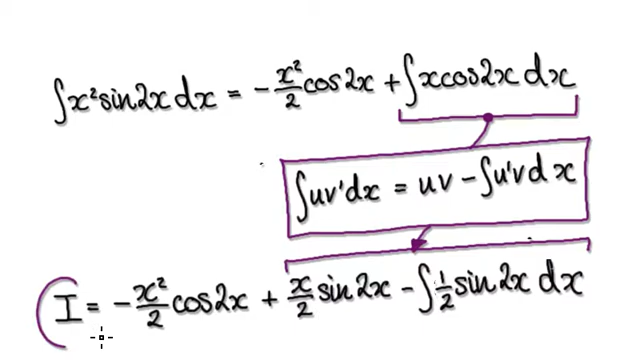 ∫x²sin2x dx = -x²/2 cos2x + ∫xcos2x dx
∫uv'dx = uv - ∫u'v dx
I = -x²/2 cos2x + x/2 sin2x - ∫1/2 sin2x dx